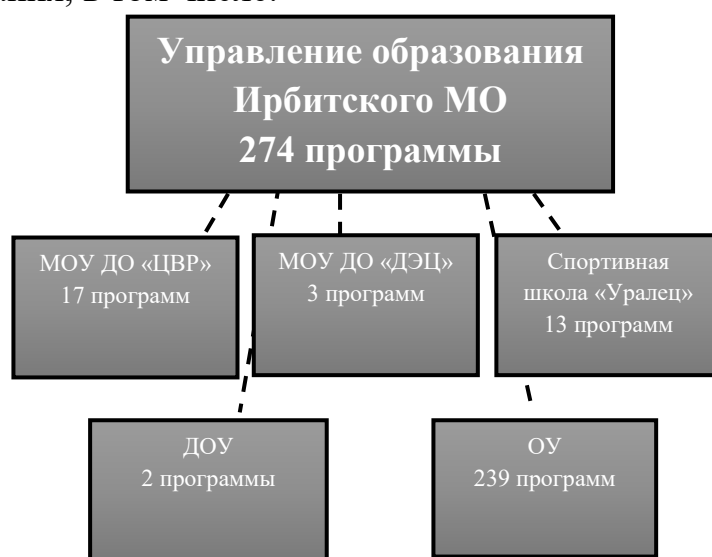 в том числе:
Управление образования
Ирбитского МО
274 программы
МОУ ДО «ЦВР»
17 программ
МОУ ДО «ДЭЦ»
3 программ
Спортивная
школа «Уралец»
13 программ
ДОУ
2 программы
ОУ
239 программ